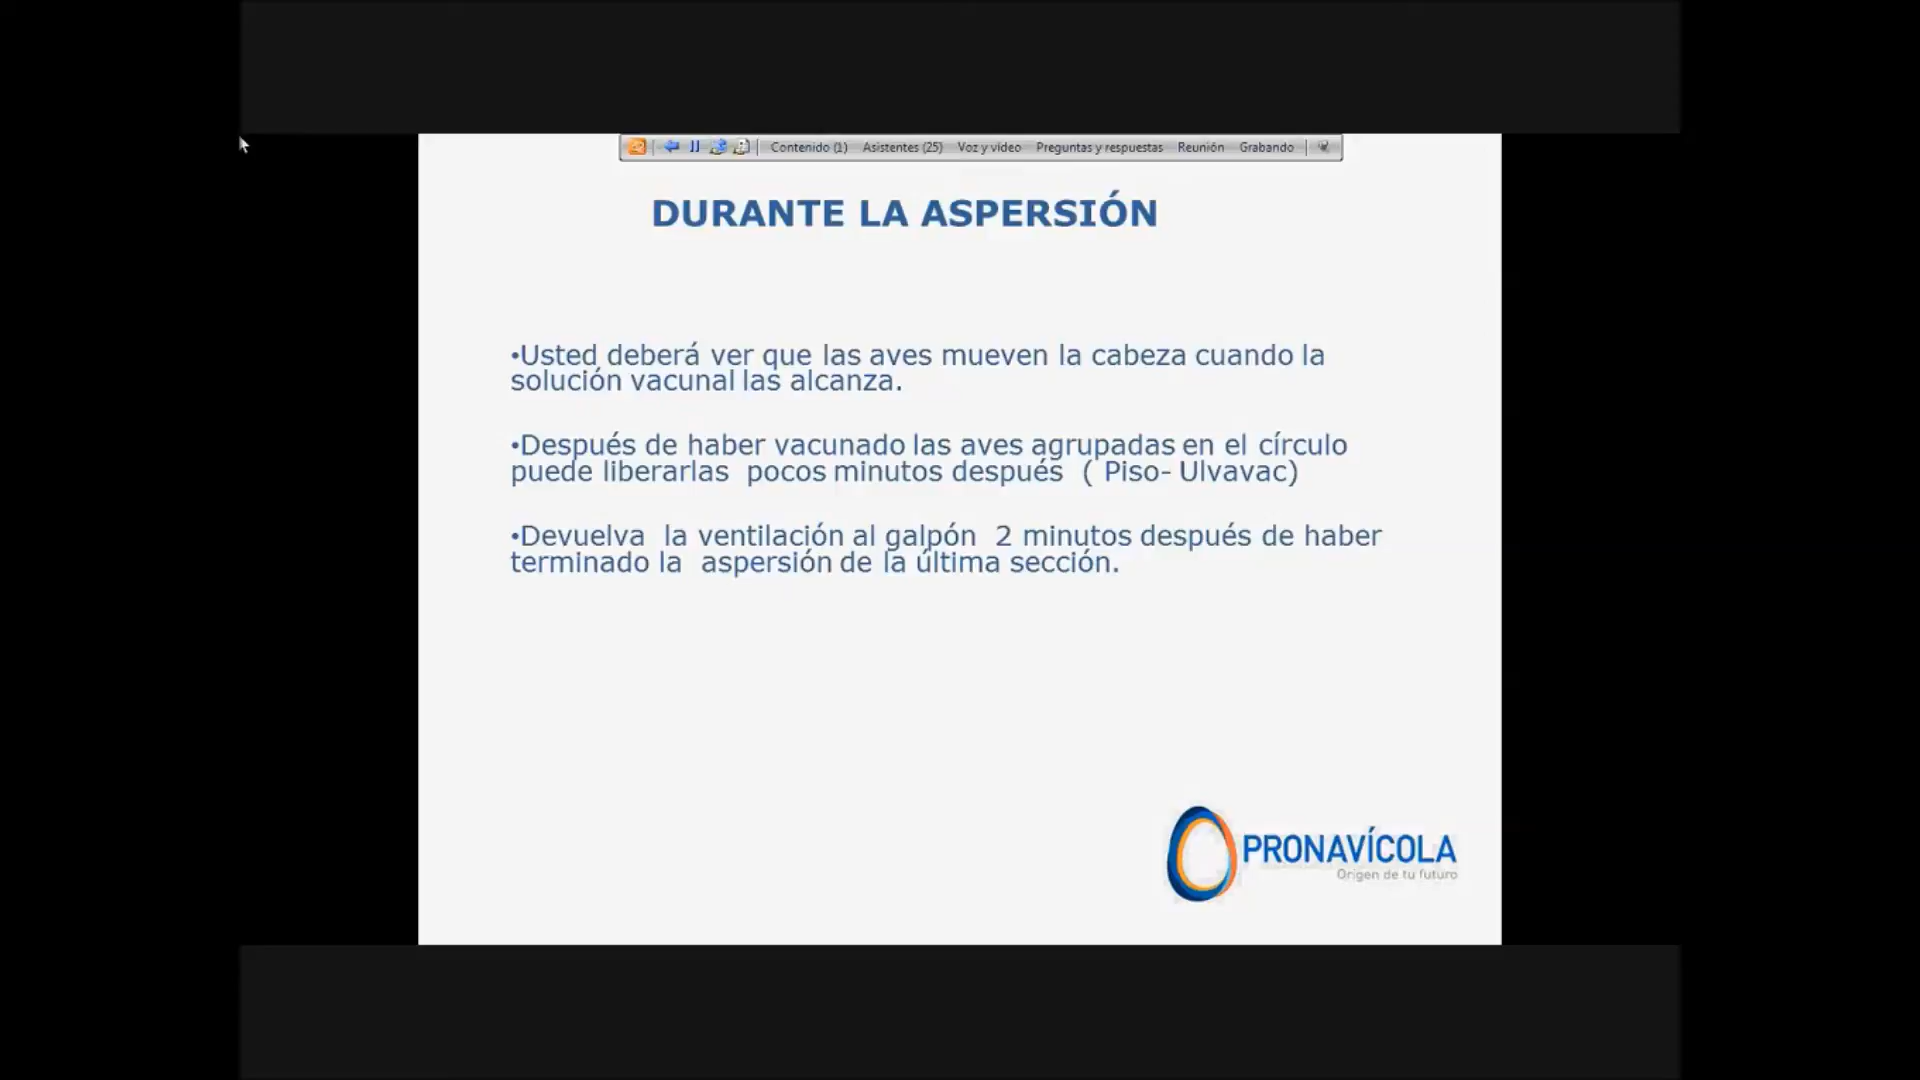 Contenido (1) Asistentes (25) Voz y vídeo Preguntas y respuestas Reunión Grabando
DURANTE LA ASPERSIÓN
•Usted deberá ver que las aves mueven la cabeza cuando la
solución vacunal las alcanza.
•Después de haber vacunado las aves agrupadas en el círculo
puede liberarlas pocos minutos después ( Piso- Ulvavac)
•Devuelva la ventilación al galpón 2 minutos después de haber
terminado la aspersión de la última sección.
PRONAVÍCOLA
Origen de tu futuro